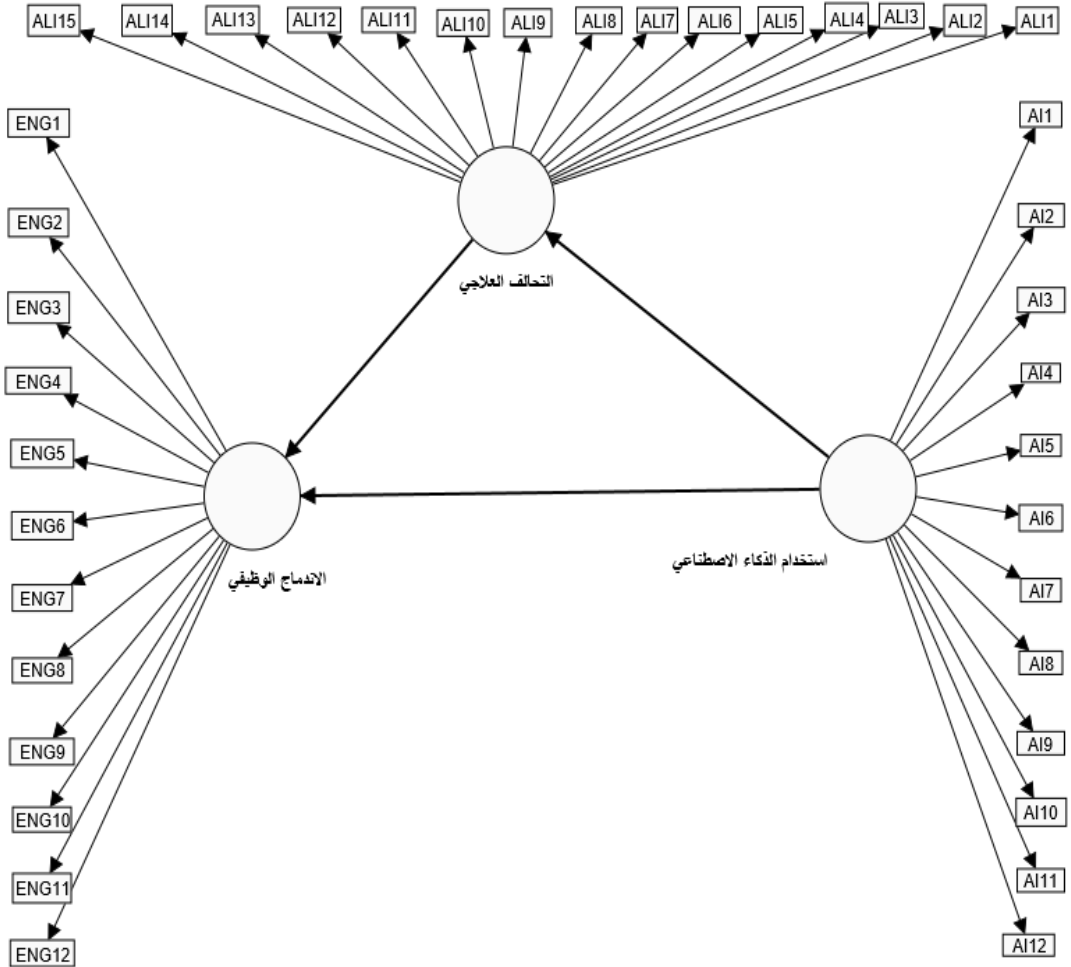 ALI15 ALI14 ALI13 ALI12 ALI11 ALI10 ALI9 ALI8 ALI7 ALI6 ALI5 ALI4 ALI3 ALI2 ALI1
ENG1
ENG2
ENG3
ENG4
ENG5
ENG6
ENG7
ENG8
ENG9
ENG10
ENG11
ENG12
التحالف العلاجي
الاندماج الوظيفي
استخدام الذكاء الاصطناعي
AI1
AI2
AI3
AI4
AI5
AI6
AI7
AI8
AI9
AI10
AI11
AI12